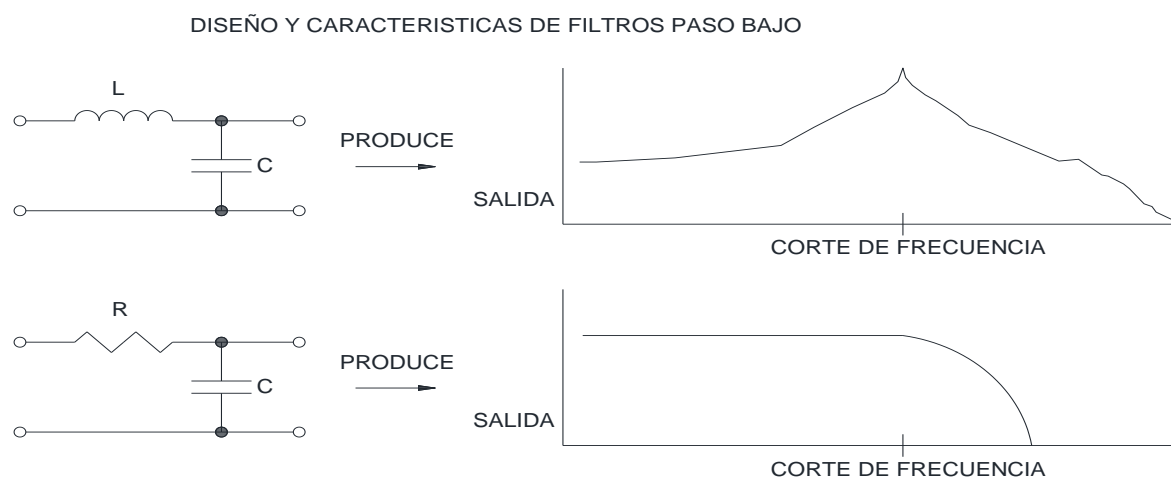 DISEÑO Y CARACTERISTICAS DE FILTROS PASO BAJO
L
C
PRODUCE
SALIDA
CORTE DE FRECUENCIA
R
C
PRODUCE
SALIDA
CORTE DE FRECUENCIA